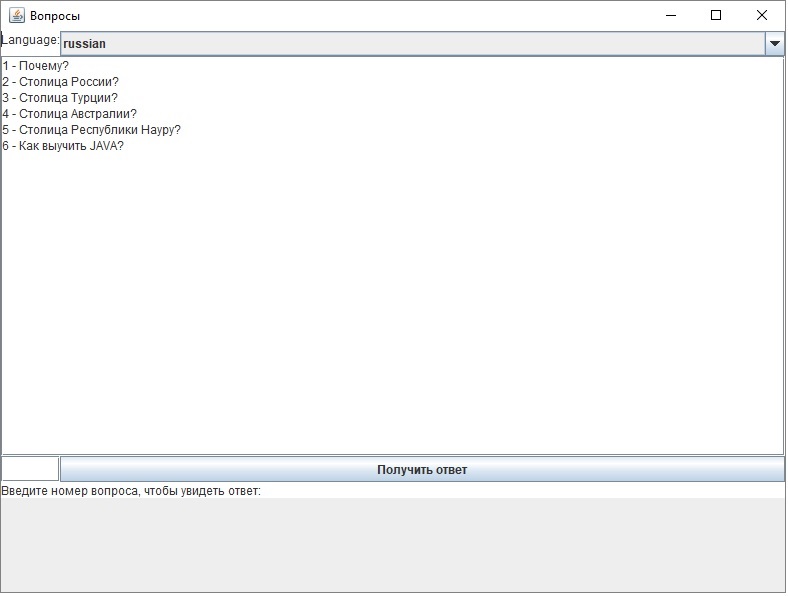 Вопросы
Language: russian
1 - Почему?
2 - Столица России?
3 - Столица Турции?
4 - Столица Австралии?
5 - Столица Республики Науру?
6 - Как выучить JAVA?
Получить ответ
Введите номер вопроса, чтобы увидеть ответ: